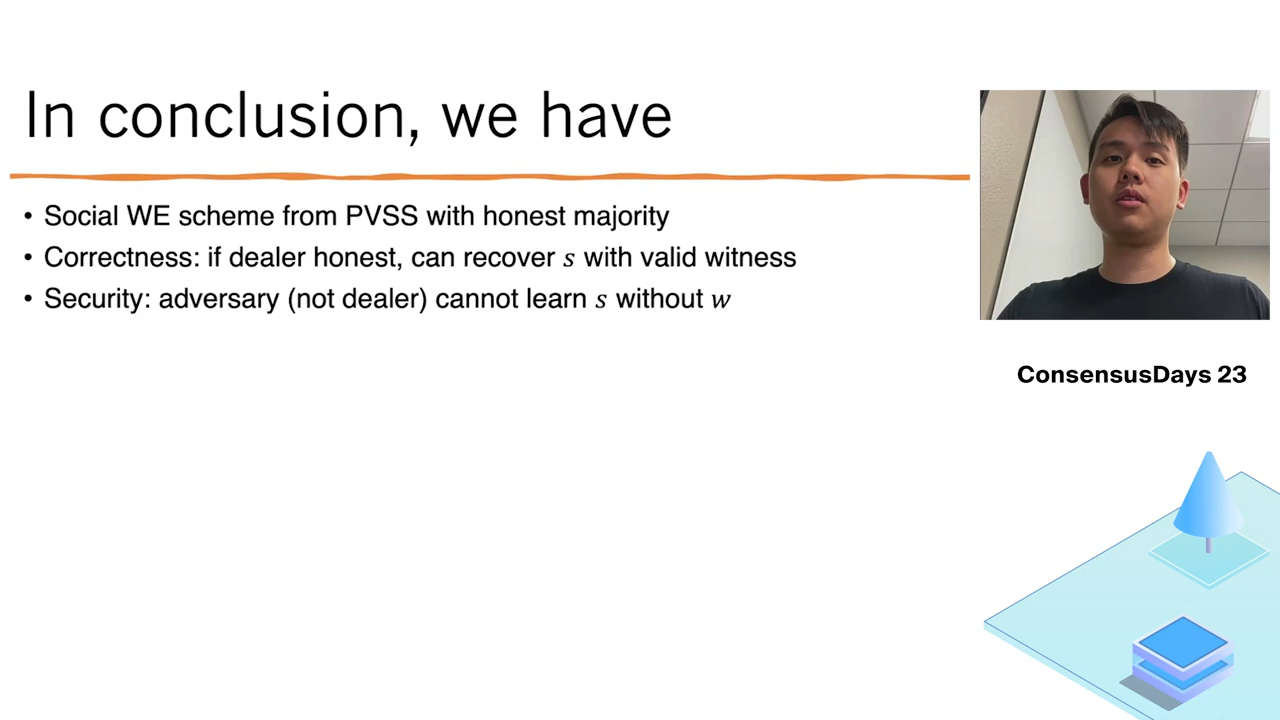 In conclusion, we have
• Social WE scheme from PVSS with honest majority
• Correctness: if dealer honest, can recover s with valid witness
• Security: adversary (not dealer) cannot learn s without w
ConsensusDays 23